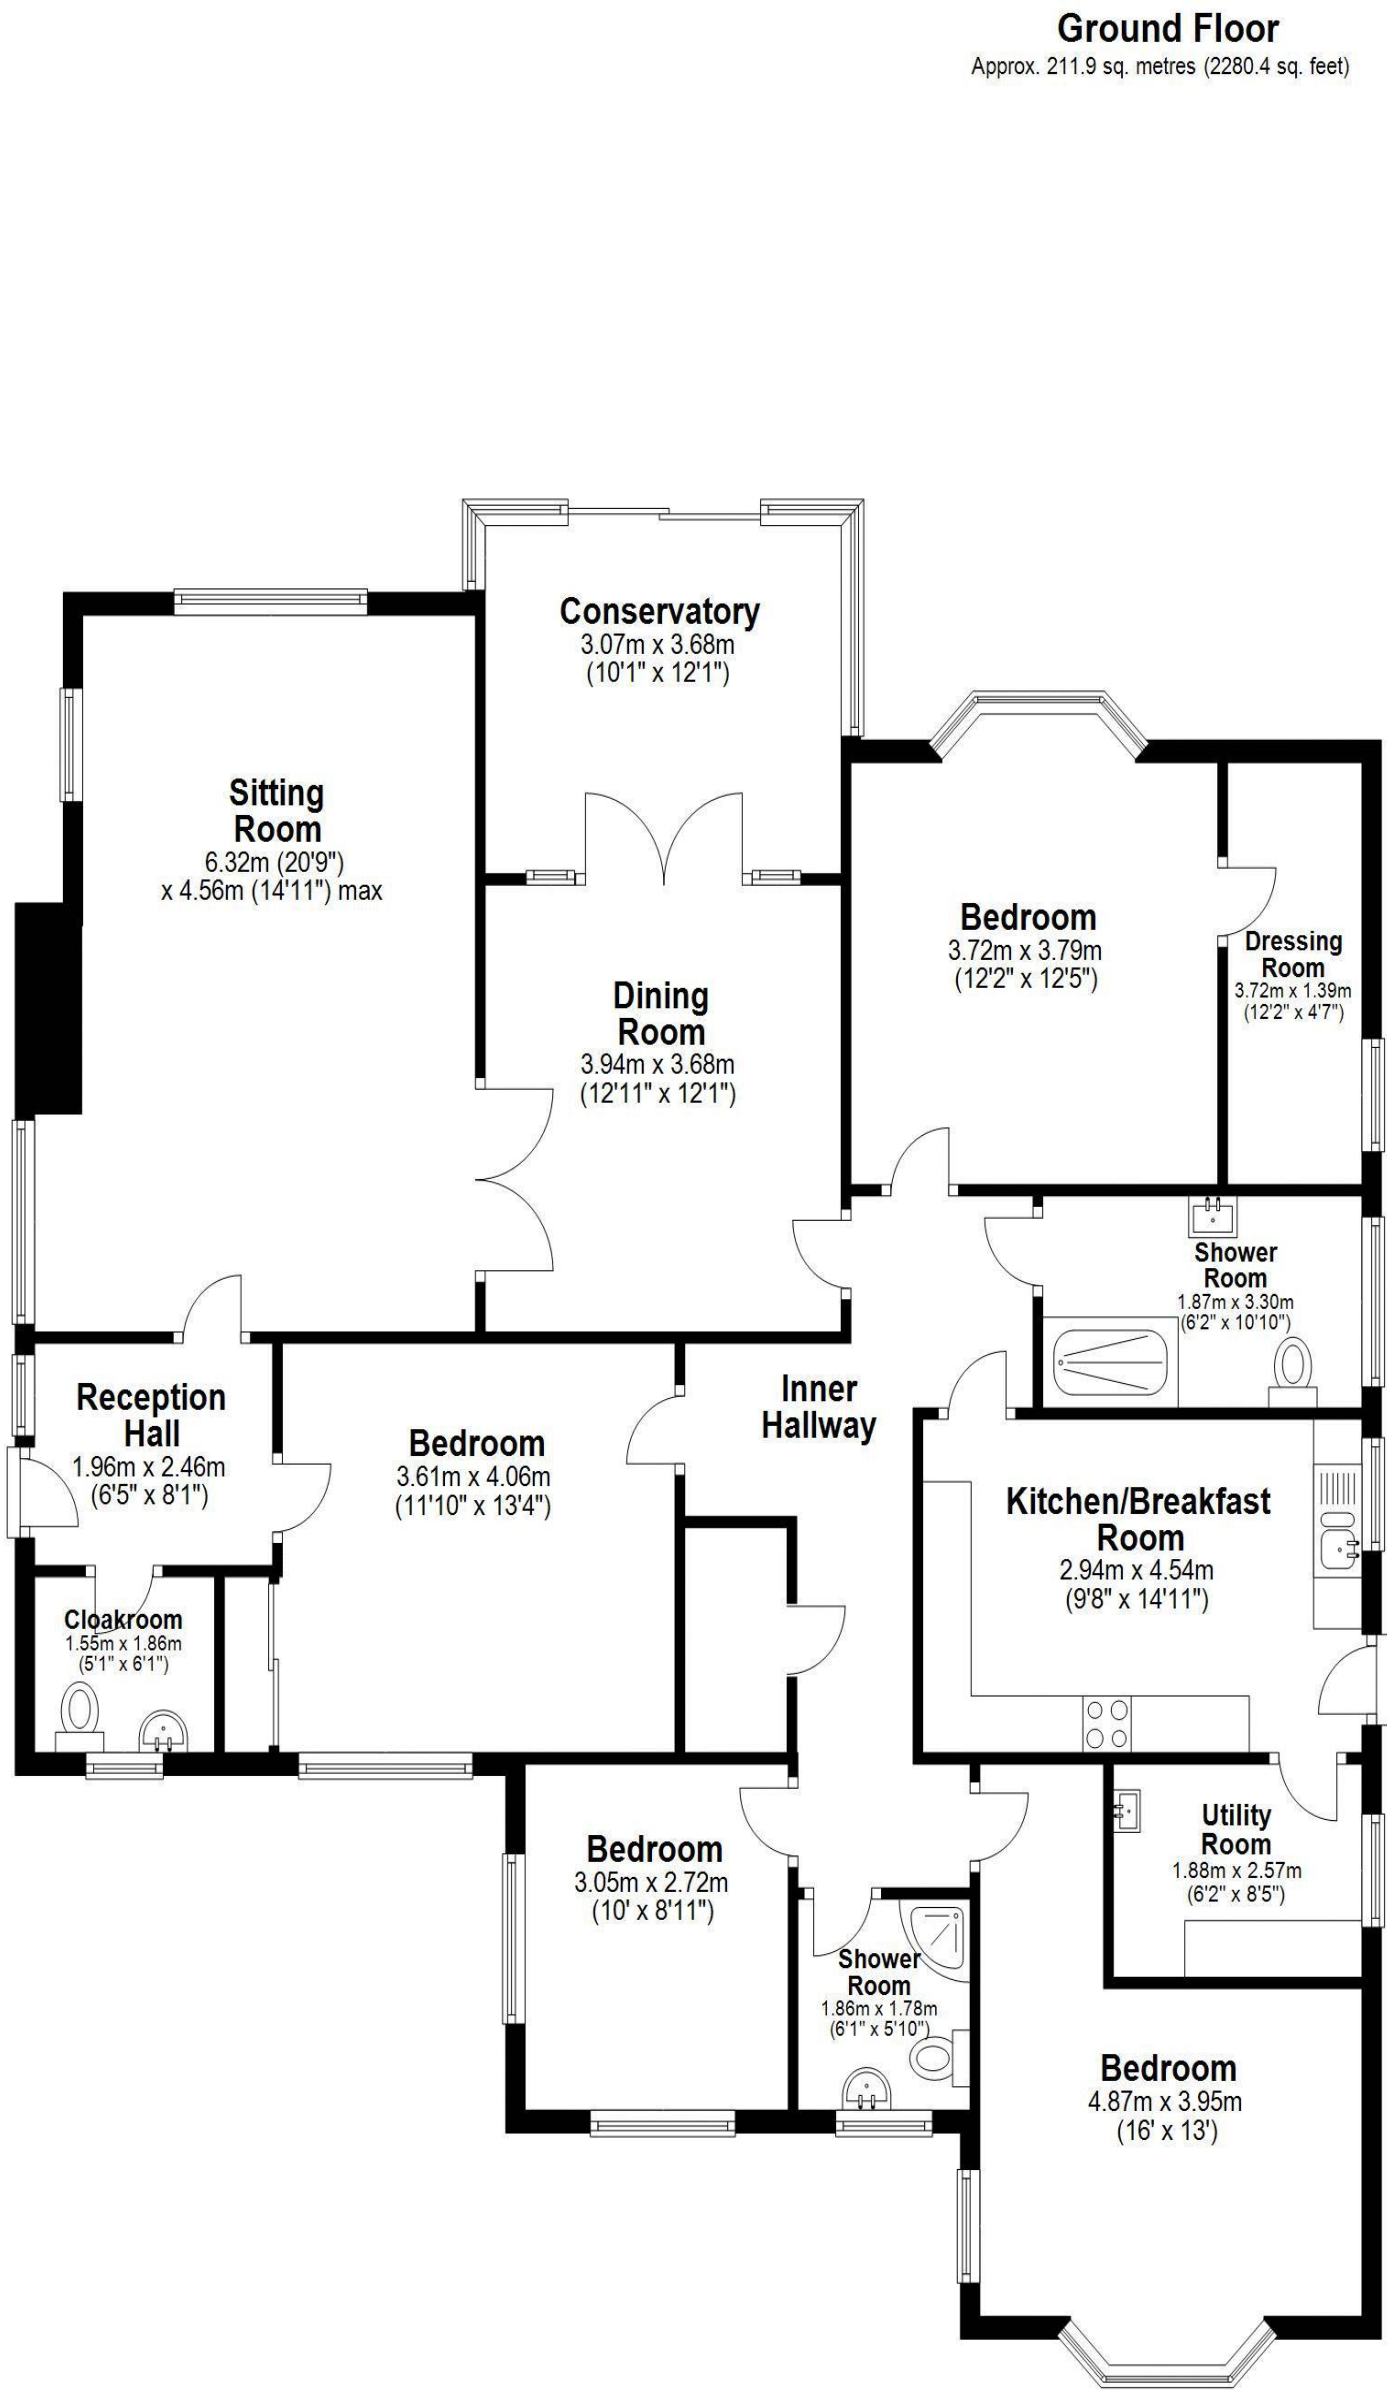 Ground Floor
Approx. 211.9 sq. metres (2280.4 sq. feet)
Conservatory
3.07m x 3.68m
(10'1" x 12'1")
Sitting
Room
6.32m (20'9")
x 4.56m (14'11") max
Dining
Room
3.94m x 3.68m
(12'11" x 12'1")
Bedroom
3.72m x 3.79m
(12'2" x 12'5")
Dressing
Room
3.72m x 1.39m
(12'2" x 4'7")
Shower
Room
1.87m x 3.30m
(6'2" x 10'10")
Reception
Hall
1.96m x 2.46m
(6'5" x 8'1")
Bedroom
3.61m x 4.06m
(11'10" x 13'4")
Inner
Hallway
Kitchen/Breakfast
Room
2.94m x 4.54m
(9'8" x 14'11")
Cloakroom
1.55m x 1.86m
(5'1" x 6'1")
Bedroom
3.05m x 2.72m
(10' x 8'11")
Utility
Room
1.88m x 2.57m
(6'2" x 8'5")
Shower
Room
1.86m x 1.78m
(6'1" x 5'10")
Bedroom
4.87m x 3.95m
(16' x 13')